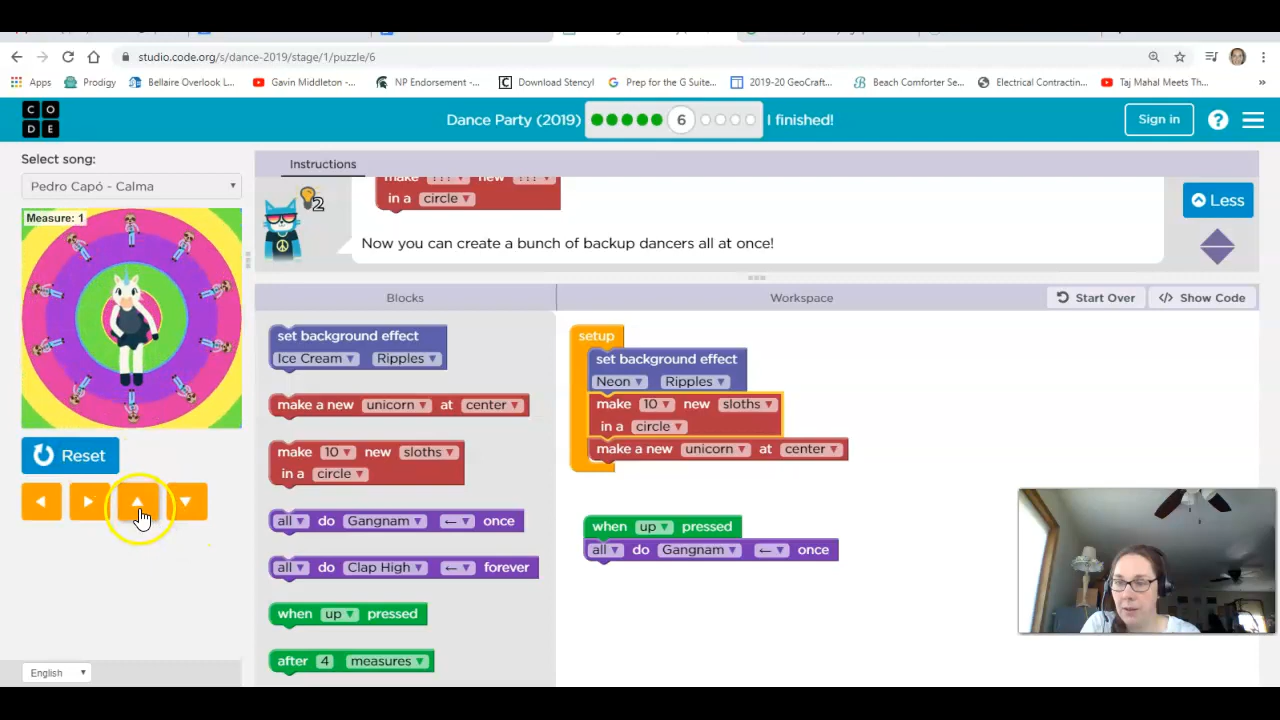 studio.code.org/s/dance-2019/stage/1/puzzle/6
Apps Prodigy Bellaire Overlook L... Gavin Middleton -... NP Endorsement -... Download Stencyl Prep for the G Suite... 2019-20 GeoCraft... Beach Comforter Se... Electrical Contractin... Taj Mahal Meets Th...
C O
D E
Dance Party (2019) 6 I finished! Sign in ?
Select song:
Pedro Capó - Calma
Measure: 1
Reset
English
Instructions
2
make ??? new ???
in a circle
Now you can create a bunch of backup dancers all at once!
Less
Blocks Workspace Start Over </> Show Code
set background effect
Ice Cream Ripples
make a new unicorn at center
make 10 new sloths
in a circle
all do Gangnam ← once
all do Clap High ← forever
when up pressed
after 4 measures
setup
set background effect
Neon Ripples
make 10 new sloths
in a circle
make a new unicorn at center
when up pressed
all do Gangnam ← once